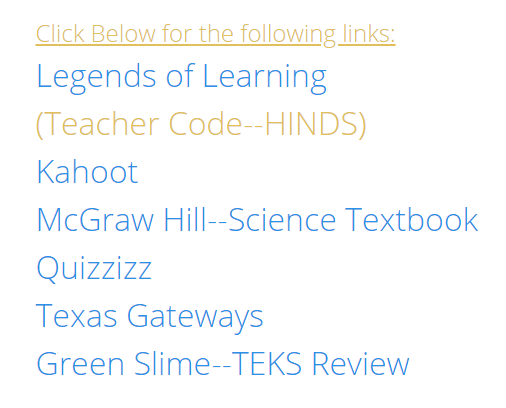 Click Below for the following links:
Legends of Learning
(Teacher Code--HINDS)
Kahoot
McGraw Hill--Science Textbook
Quizzizz
Texas Gateways
Green Slime--TEKS Review